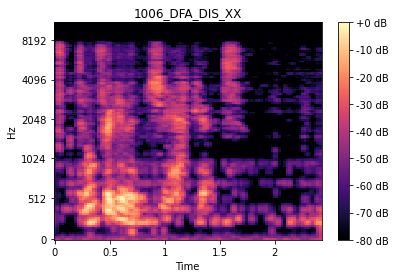 1006_DFA_DIS_XX
8192
4096
2048
1024
512
0
Hz
0
0.5
1
1.5
2
Time
+0 dB
-10 dB
-20 dB
-30 dB
-40 dB
-50 dB
-60 dB
-70 dB
-80 dB